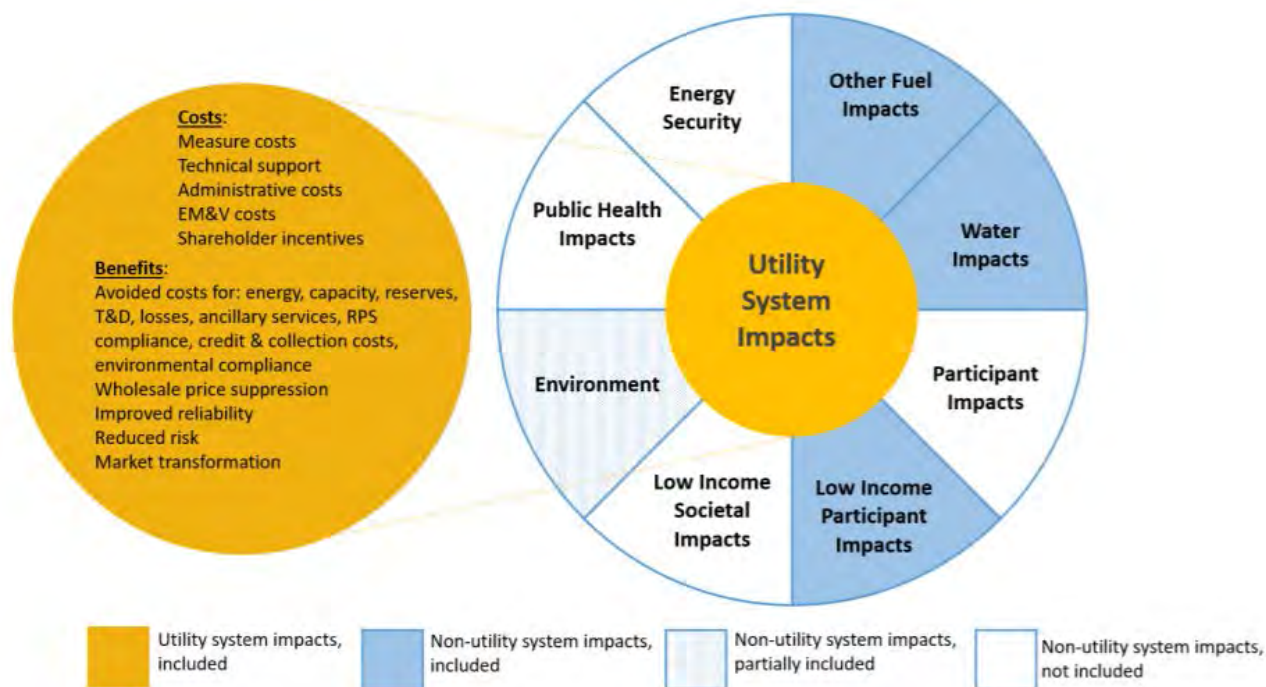 Costs:
Measure costs
Technical support
Administrative costs
EM&V costs
Shareholder incentives
Benefits:
Avoided costs for: energy, capacity, reserves,
T&D, losses, ancillary services, RPS
compliance, credit & collection costs,
environmental compliance
Wholesale price suppression
Improved reliability
Reduced risk
Market transformation
Energy
Security
Other Fuel
Impacts
Public Health
Impacts
Water
Impacts
Utility
System
Impacts
Environment
Participant
Impacts
Low Income
Societal
Impacts
Low Income
Participant
Impacts
Utility system impacts,
included
Non-utility system impacts,
included
Non-utility system impacts,
partially included
Non-utility system impacts,
not included